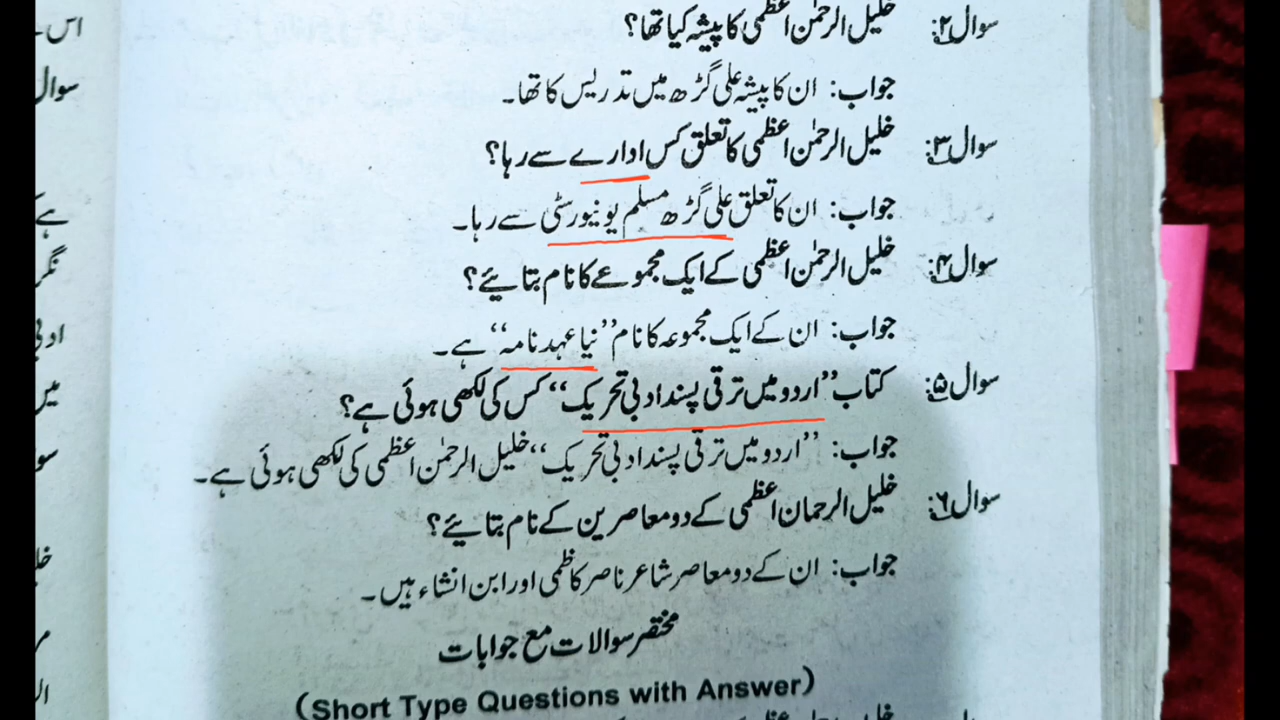 سوال۲: خلیل الرحمٰن اعظمی کا پیشہ کیا تھا؟
جواب: ان کا پیشہ علی گڑھ میں تدریس کا تھا۔
سوال۳: خلیل الرحمٰن اعظمی کا تعلق کس ادارے سے رہا؟
جواب: ان کا تعلق علی گڑھ مسلم یونیورسٹی سے رہا۔
سوال۴: خلیل الرحمٰن اعظمی کے ایک مجموعے کا نام بتائیے؟
جواب: ان کے ایک مجموعہ کا نام ”نیا عہد نامہ“ ہے۔
سوال۵: کتاب ”اردو میں ترقی پسند ادبی تحریک“ کس کی لکھی ہوئی ہے؟
جواب: ”اردو میں ترقی پسند ادبی تحریک“ خلیل الرحمٰن اعظمی کی لکھی ہوئی ہے۔
سوال۶: خلیل الرحمان اعظمی کے دو معاصرین کے نام بتائیے؟
جواب: ان کے دو معاصر شاعر ناصر کاظمی اور ابن انشاء ہیں۔
مختصر سوالات مع جوابات
(Short Type Questions with Answer)
اس
سوال
ہے
میں